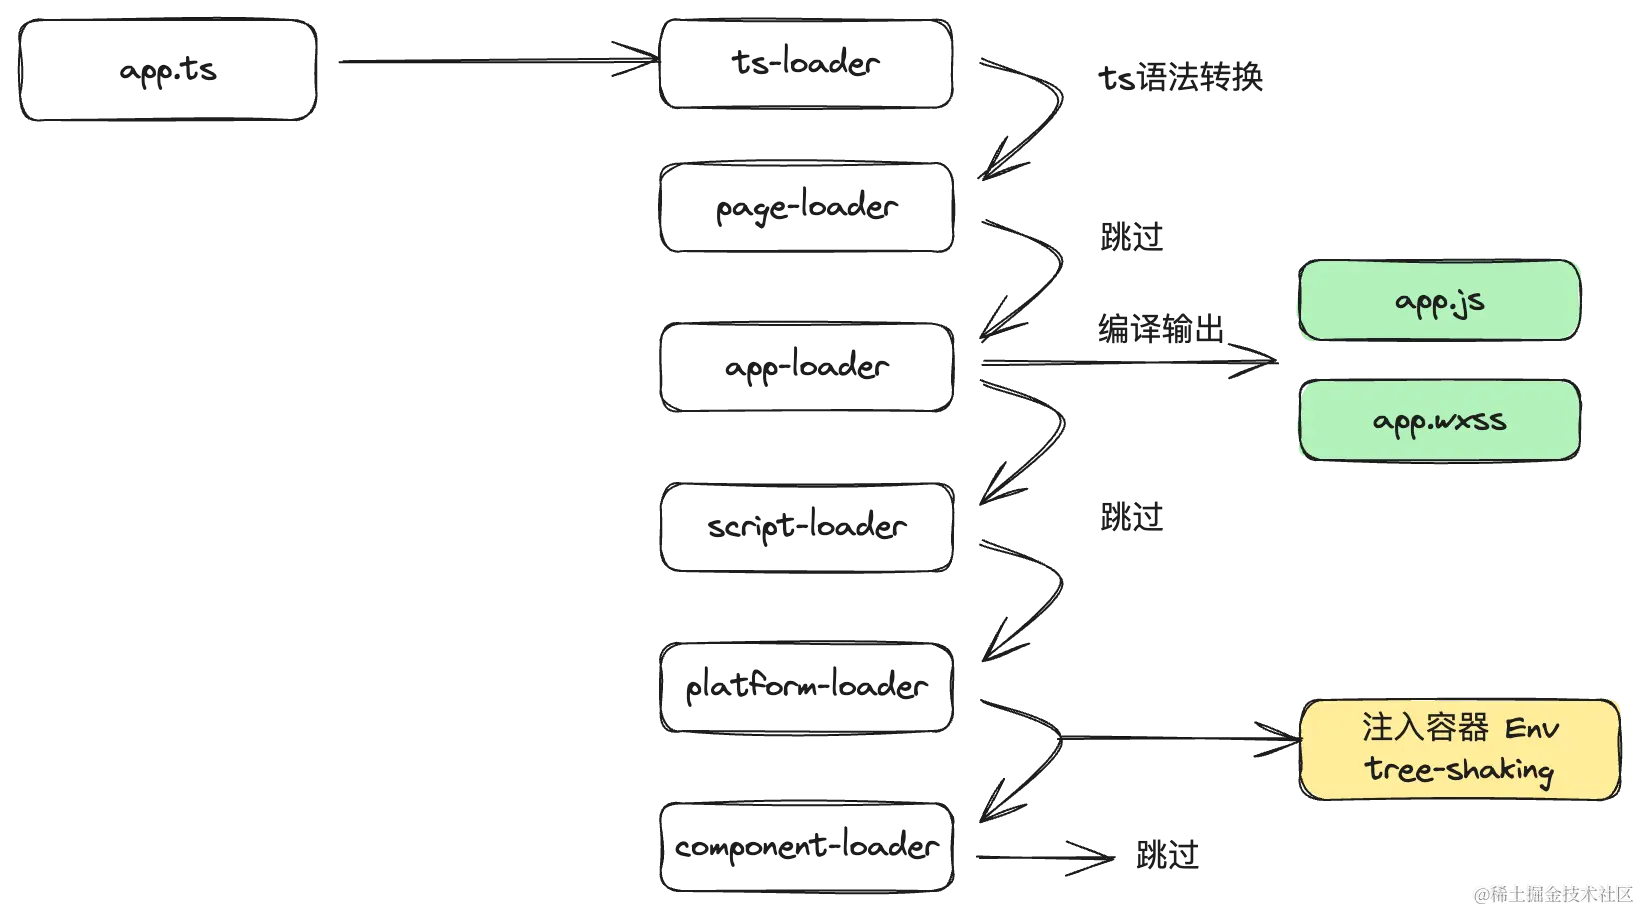 app.ts
ts-loader
ts语法转换
page-loader
跳过
app-loader
编译输出
app.js
app.wxss
script-loader
跳过
platform-loader
注入容器 Env
tree-shaking
component-loader
跳过
@稀土掘金技术社区